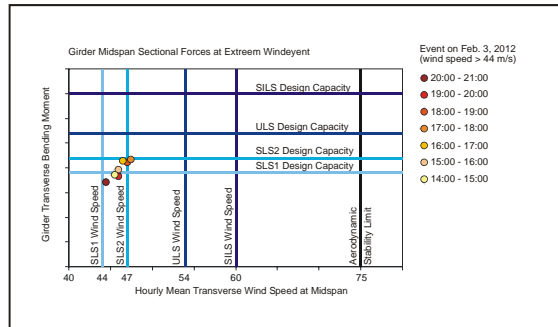 Girder Midspan Sectional Forces at Extreem Windeyent
Event on Feb. 3, 2012
(wind speed > 44 m/s)
20:00 - 21:00
19:00 - 20:00
18:00 - 19:00
17:00 - 18:00
16:00 - 17:00
15:00 - 16:00
14:00 - 15:00
Girder Transverse Bending Moment
SILS Design Capacity
ULS Design Capacity
SLS2 Design Capacity
SLS1 Design Capacity
SLS1 Wind Speed
SLS2 Wind Speed
ULS Wind Speed
SILS Wind Speed
Aerodynamic
Stability Limit
40 44 47 54 60 75
Hourly Mean Transverse Wind Speed at Midspan